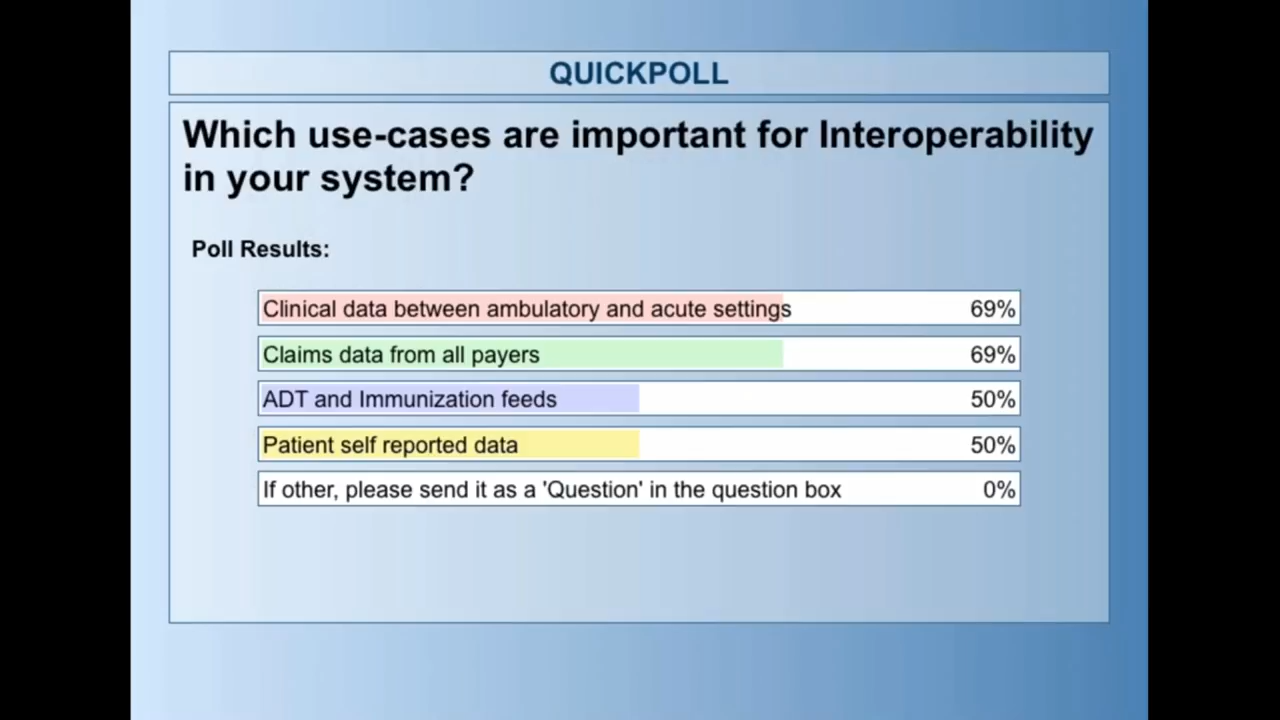 QUICKPOLL
Which use-cases are important for Interoperability
in your system?
Poll Results:
Clinical data between ambulatory and acute settings 69%
Claims data from all payers 69%
ADT and Immunization feeds 50%
Patient self reported data 50%
If other, please send it as a 'Question' in the question box 0%